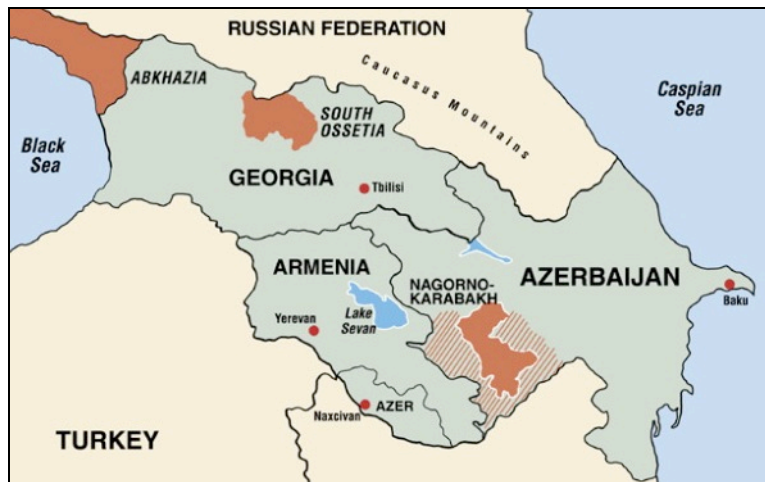 RUSSIAN FEDERATION
Caucasus Mountains
ABKHAZIA
Caspian
Sea
SOUTH
OSSETIA
Black
Sea
GEORGIA
Tbilisi
ARMENIA
NAGORNO-
KARABAKH
AZERBAIJAN
Baku
Lake
Sevan
Yerevan
AZER
Naxcivan
TURKEY